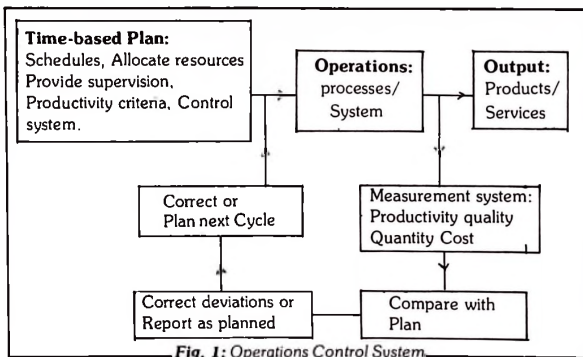 Time-based Plan:
Schedules, Allocate resources
Provide supervision,
Productivity criteria, Control
system.
Operations:
processes/
System
Output:
Products/
Services
Measurement system:
Productivity quality
Quantity Cost
Compare with
Plan
Correct deviations or
Report as planned
Correct or
Plan next Cycle
Fig. 1: Operations Control System